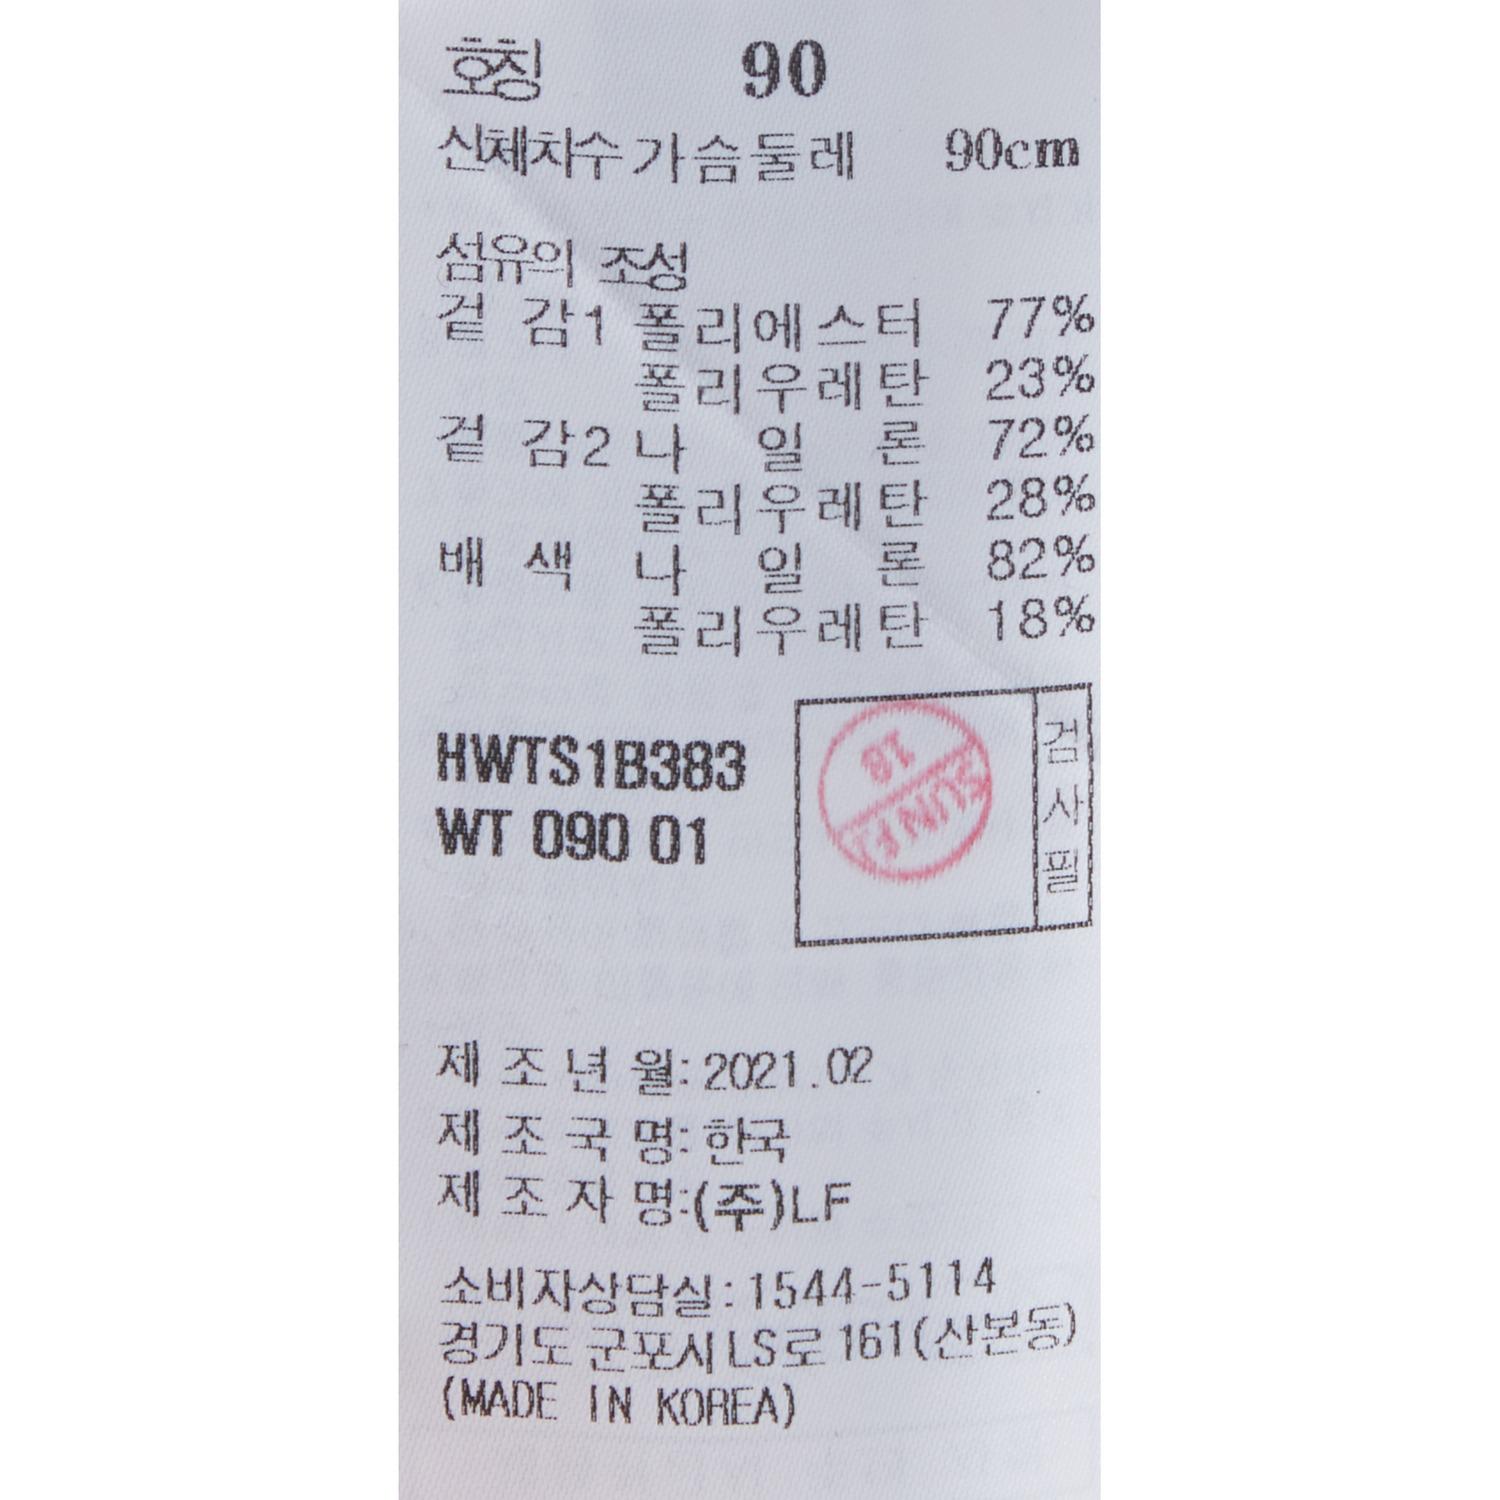 호칭 90
신체치수 가슴둘레 90cm
섬유의 조성
겉감1 폴리에스터 77%
폴리우레탄 23%
겉감2 나일론 72%
폴리우레탄 28%
배색 나일론 82%
폴리우레탄 18%
HWTS1B383
WT 090 01
검사필
제조년월: 2021.02
제조국명: 한국
제조자명: (주)LF
소비자상담실: 1544-5114
경기도 군포시 LS로 161(산본동)
(MADE IN KOREA)